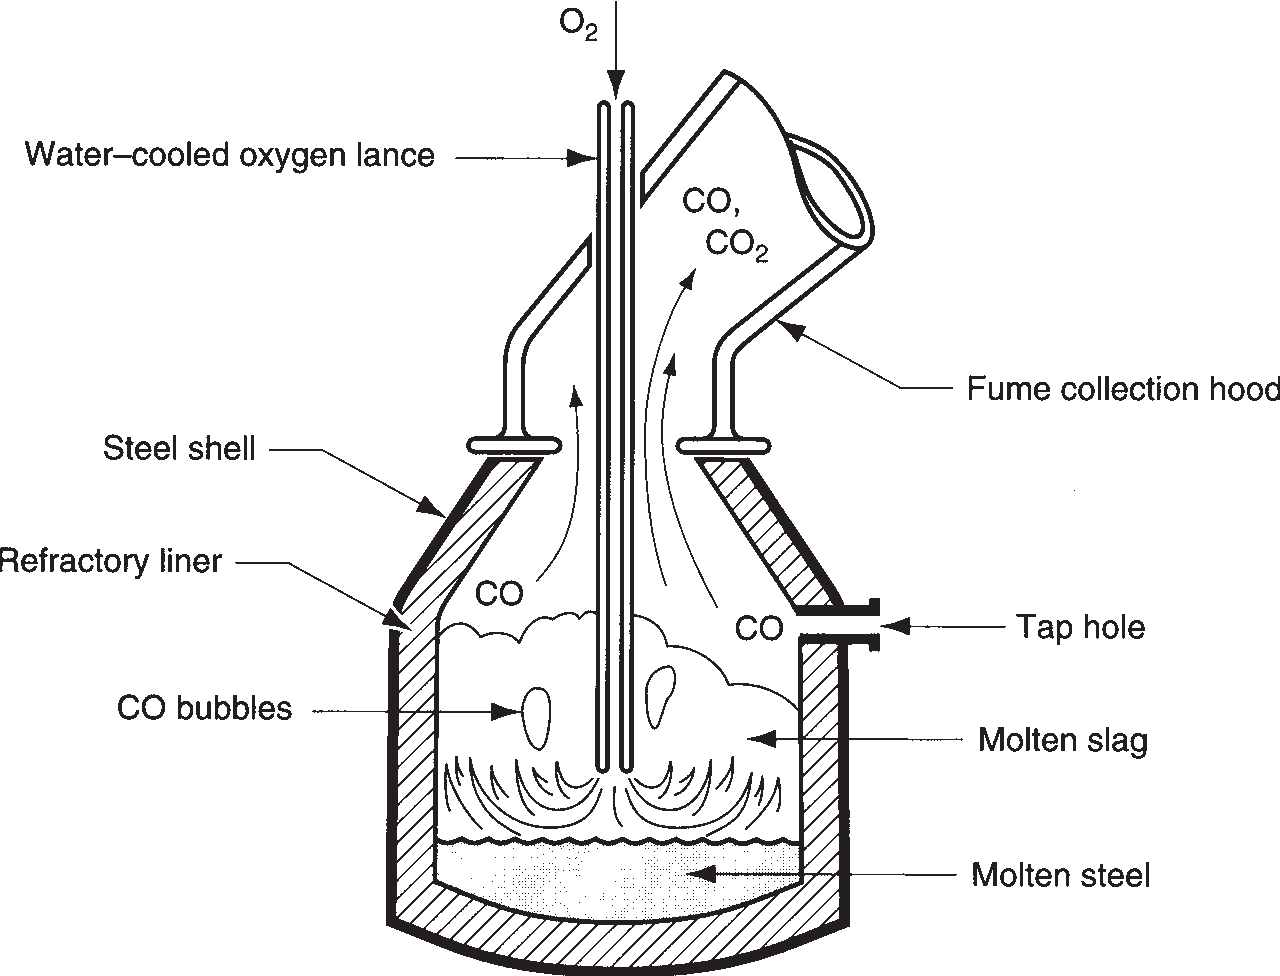 O2
Water–cooled oxygen lance
CO,
CO2
Fume collection hood
Steel shell
Refractory liner
CO
CO
Tap hole
CO bubbles
Molten slag
Molten steel